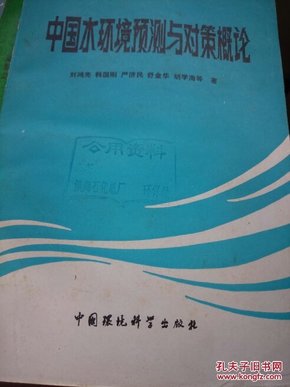 中国水环境预测与对策概论
刘鸿亮 韩国刚 严济民 舒金华 胡学海等 著
公用资料
中国环境科学出版社
孔夫子旧书网